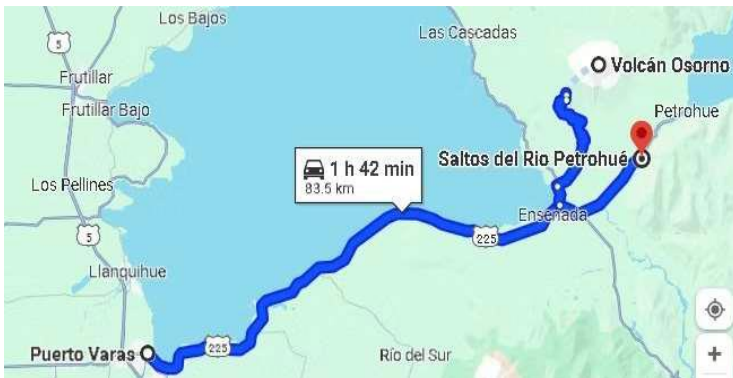 Los Bajos
5
Las Cascadas
Volcán Osorno
Frutillar
Frutillar Bajo
Petrohue
Saltos del Rio Petrohué
1 h 42 min
83.5 km
Los Pellines
Ensenada
5
225
Llanquihue
Puerto Varas
225
Río del Sur
+